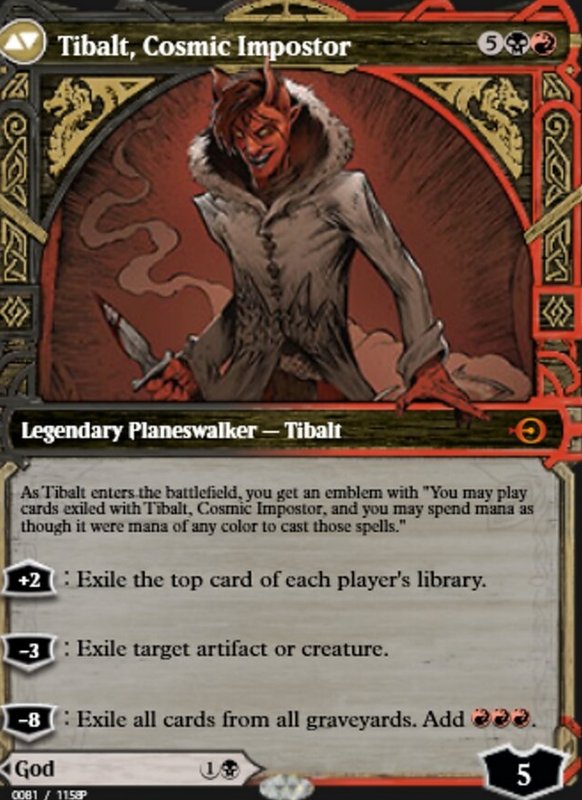 Tibalt, Cosmic Impostor 5
Legendary Planeswalker — Tibalt
As Tibalt enters the battlefield, you get an emblem with "You may play
cards exiled with Tibalt, Cosmic Impostor, and you may spend mana as
though it were mana of any color to cast those spells."
+2 : Exile the top card of each player's library.
-3 : Exile target artifact or creature.
-8 : Exile all cards from all graveyards. Add .
God 1
5
0081 / 1158P